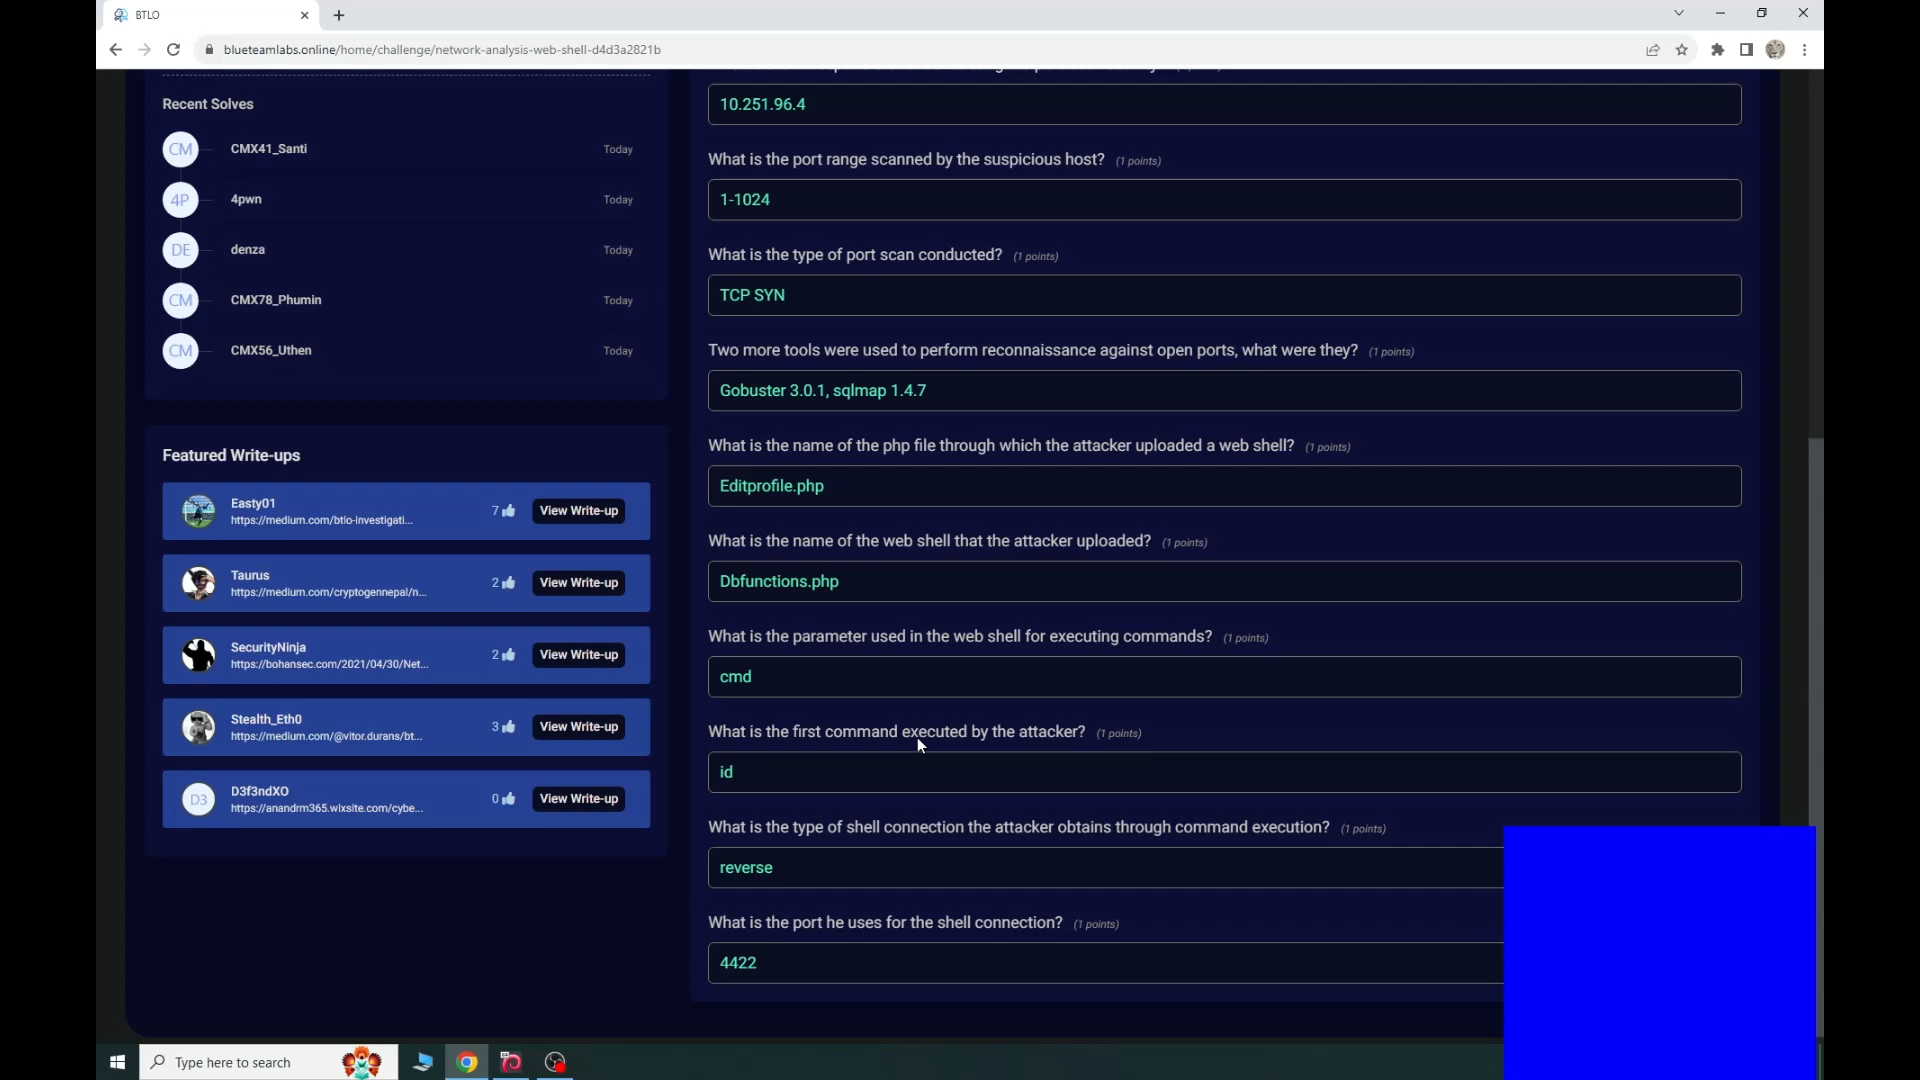 BTLO
blueteamlabs.online/home/challenge/network-analysis-web-shell-d4d3a2821b
Recent Solves
CM CMX41_Santi Today
4P 4pwn Today
DE denza Today
CM CMX78_Phumin Today
CM CMX56_Uthen Today
Featured Write-ups
Easty01
https://medium.com/btlo-investigati...
7 View Write-up
Taurus
https://medium.com/cryptogennepal/n...
2 View Write-up
SecurityNinja
https://bohansec.com/2021/04/30/Net...
2 View Write-up
Stealth_Eth0
https://medium.com/@vitor.durans/bt...
3 View Write-up
D3 D3f3ndXO
https://anandrm365.wixsite.com/cybe...
0 View Write-up
10.251.96.4
What is the port range scanned by the suspicious host? (1 points)
1-1024
What is the type of port scan conducted? (1 points)
TCP SYN
Two more tools were used to perform reconnaissance against open ports, what were they? (1 points)
Gobuster 3.0.1, sqlmap 1.4.7
What is the name of the php file through which the attacker uploaded a web shell? (1 points)
Editprofile.php
What is the name of the web shell that the attacker uploaded? (1 points)
Dbfunctions.php
What is the parameter used in the web shell for executing commands? (1 points)
cmd
What is the first command executed by the attacker? (1 points)
id
What is the type of shell connection the attacker obtains through command execution? (1 points)
reverse
What is the port he uses for the shell connection? (1 points)
4422
Type here to search